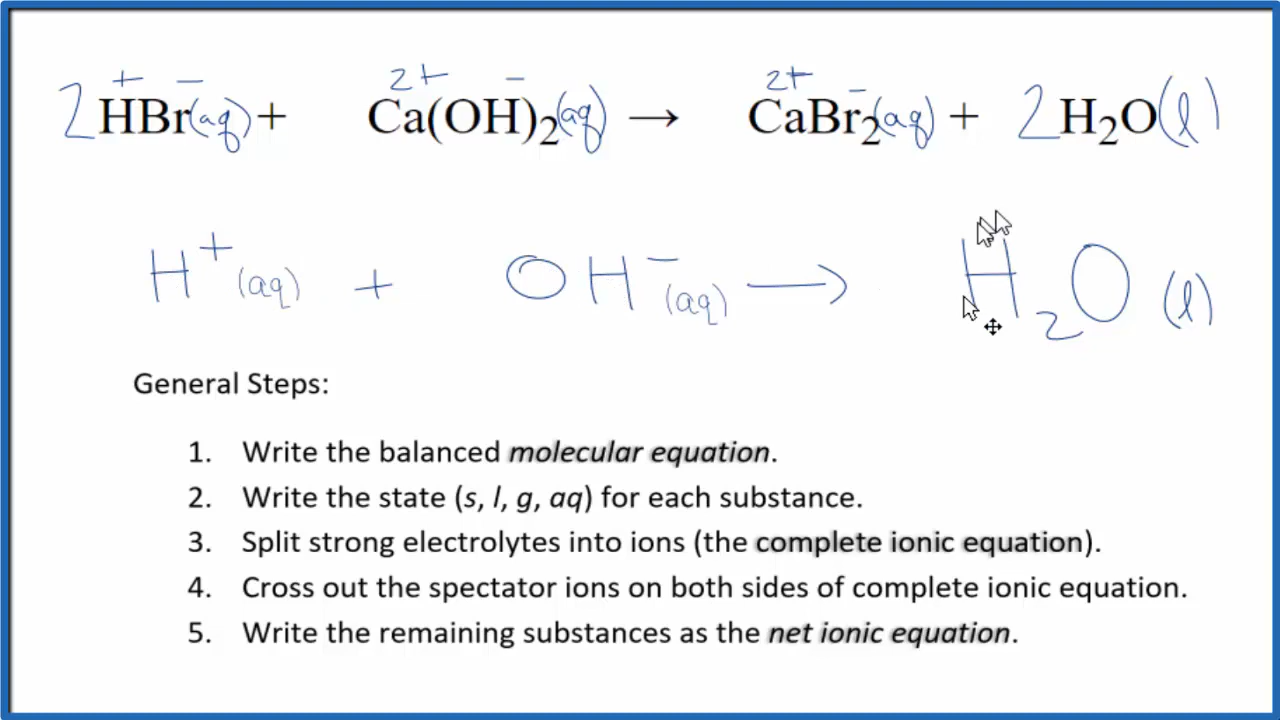 2HBr(aq) + Ca(OH)₂(aq) → CaBr₂(aq) + 2H₂O(l)
+ − 2+ − 2+ −
H⁺(aq) + OH⁻(aq) → H₂O(l)
General Steps:
1. Write the balanced molecular equation.
2. Write the state (s, l, g, aq) for each substance.
3. Split strong electrolytes into ions (the complete ionic equation).
4. Cross out the spectator ions on both sides of complete ionic equation.
5. Write the remaining substances as the net ionic equation.